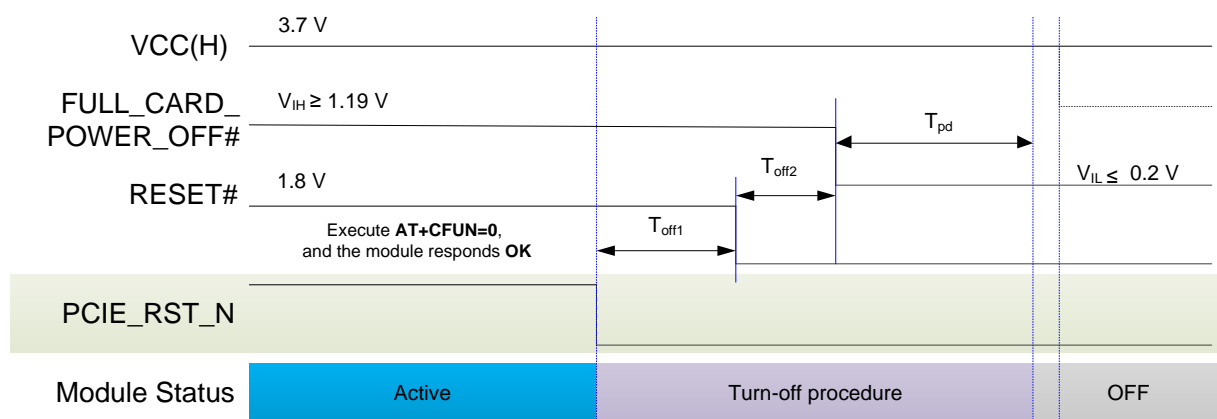 VCC(H)
3.7 V
FULL_CARD_
POWER_OFF#
VIH ≥ 1.19 V
Tpd
RESET#
1.8 V
Toff2
VIL ≤ 0.2 V
Execute AT+CFUN=0,
and the module responds OK
Toff1
PCIE_RST_N
Module Status
Active
Turn-off procedure
OFF